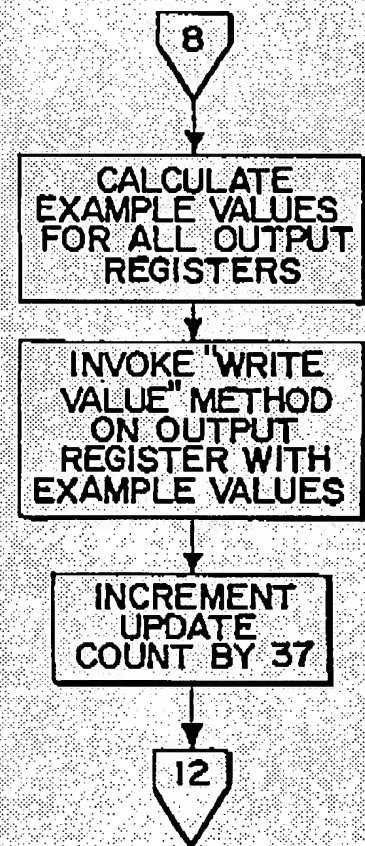 8
CALCULATE
EXAMPLE VALUES
FOR ALL OUTPUT
REGISTERS
INVOKE "WRITE
VALUE" METHOD
ON OUTPUT
REGISTER WITH
EXAMPLE VALUES
INCREMENT
UPDATE
COUNT BY 37
12